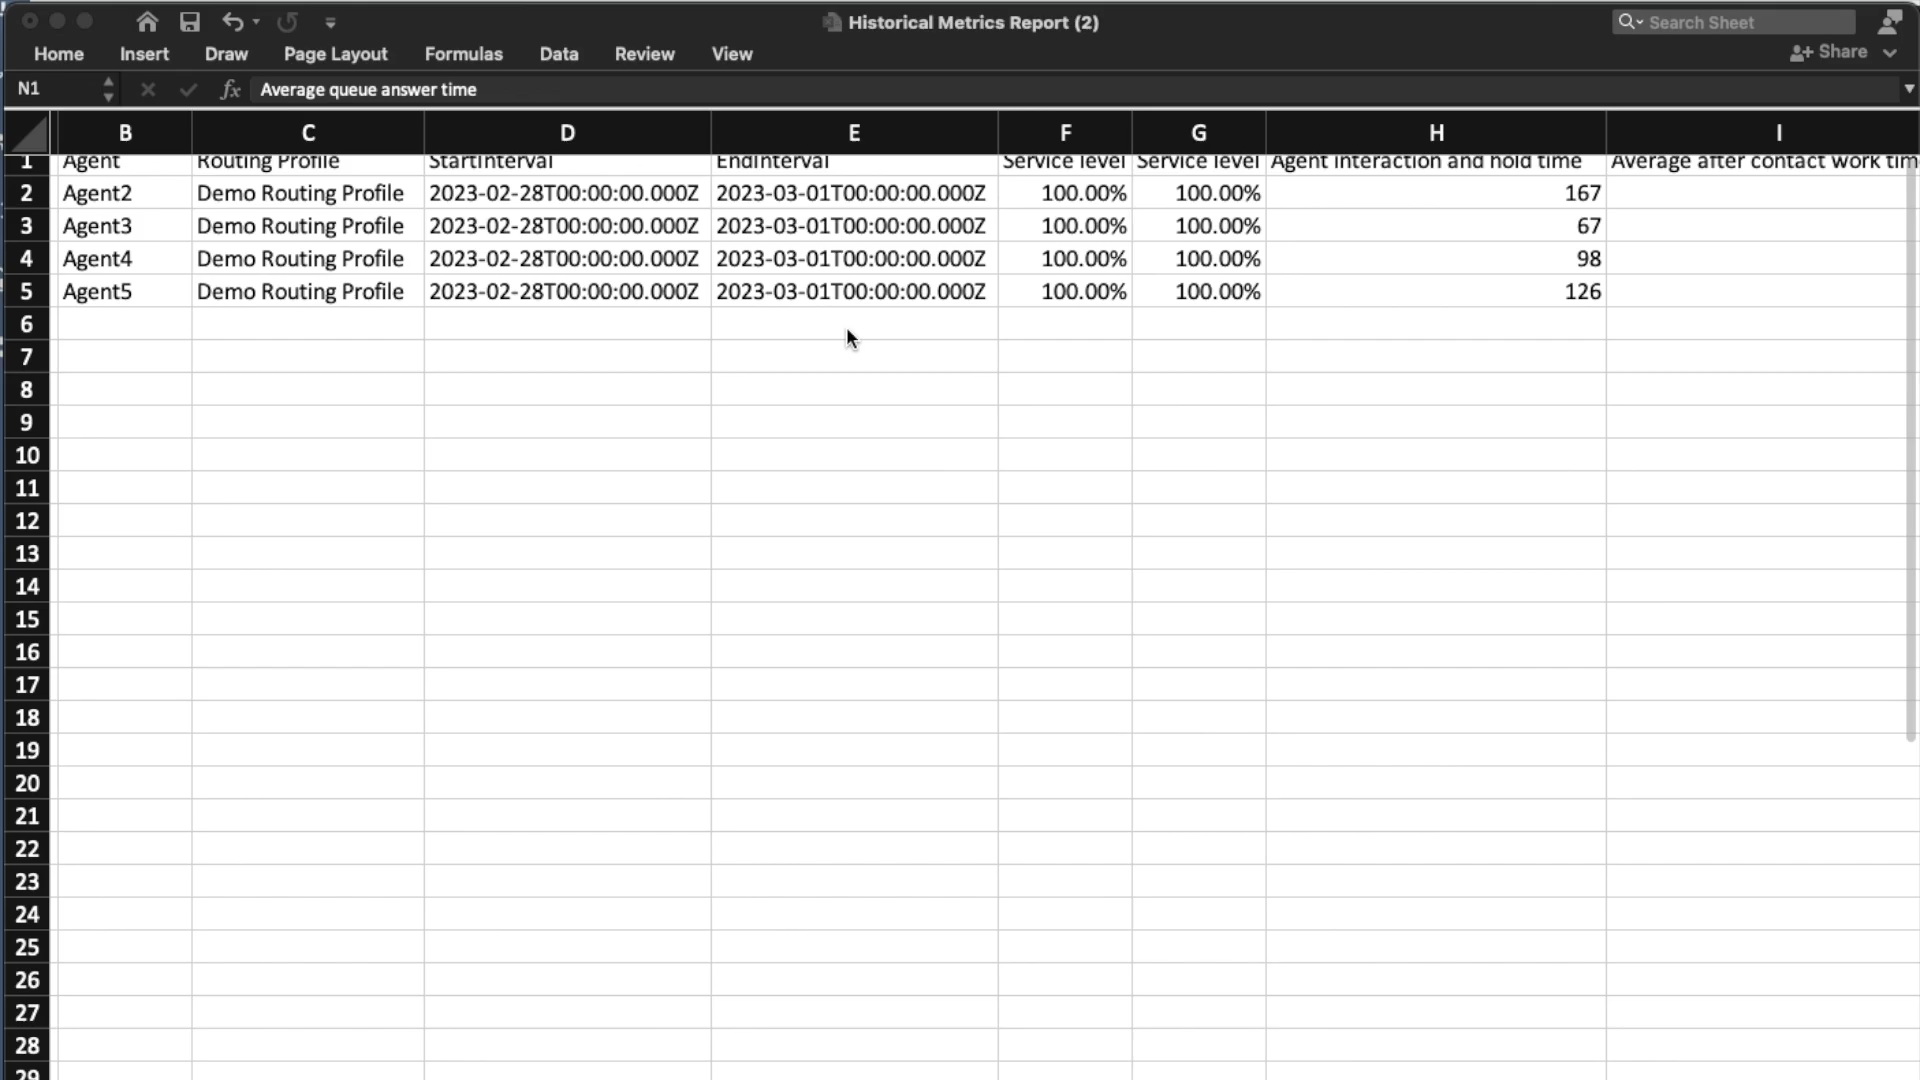 Historical Metrics Report (2)
Search Sheet
Home Insert Draw Page Layout Formulas Data Review View
Share
N1 fx Average queue answer time
B C D E F G H I
1 Agent Routing Profile StartInterval EndInterval Service level Service level Agent interaction and hold time Average after contact work tim
2 Agent2 Demo Routing Profile 2023-02-28T00:00:00.000Z 2023-03-01T00:00:00.000Z 100.00% 100.00% 167
3 Agent3 Demo Routing Profile 2023-02-28T00:00:00.000Z 2023-03-01T00:00:00.000Z 100.00% 100.00% 67
4 Agent4 Demo Routing Profile 2023-02-28T00:00:00.000Z 2023-03-01T00:00:00.000Z 100.00% 100.00% 98
5 Agent5 Demo Routing Profile 2023-02-28T00:00:00.000Z 2023-03-01T00:00:00.000Z 100.00% 100.00% 126
6
7
8
9
10
11
12
13
14
15
16
17
18
19
20
21
22
23
24
25
26
27
28
29